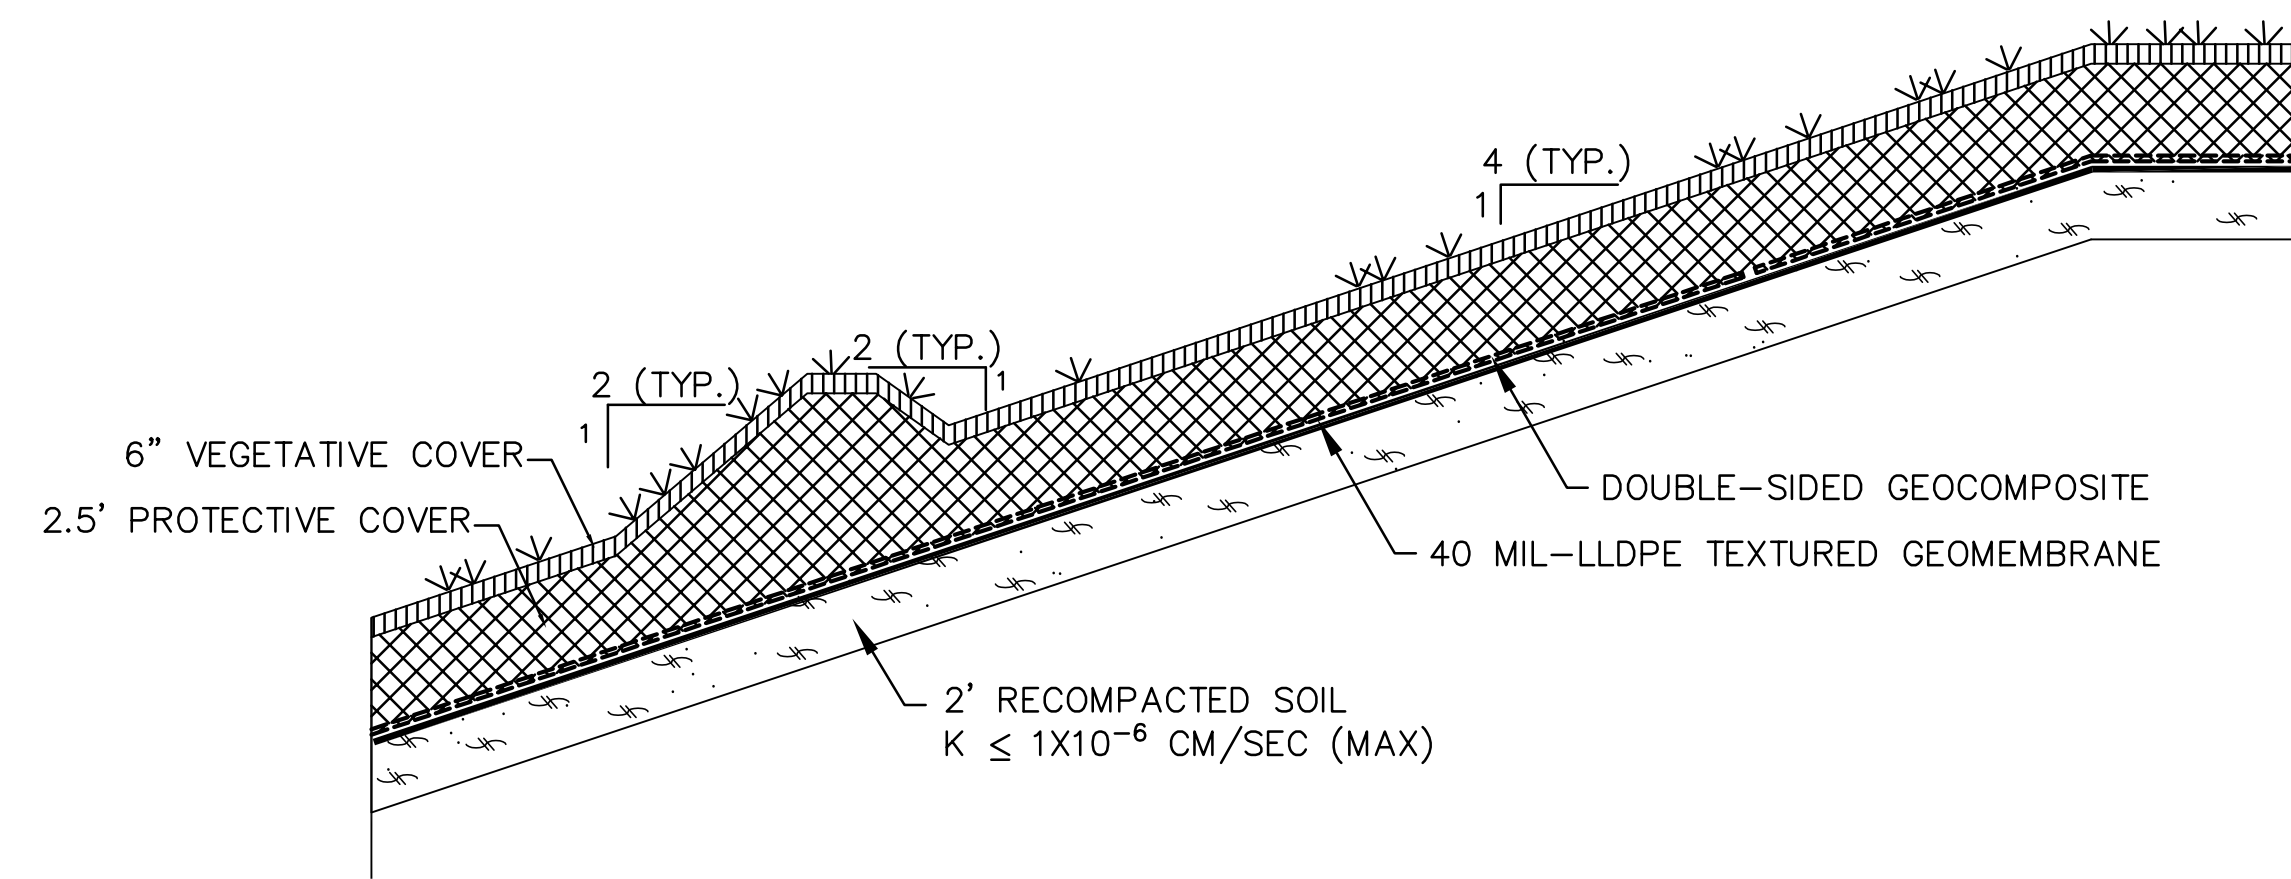 4 (TYP.)
1
2 (TYP.)
1
2 (TYP.)
1
6” VEGETATIVE COVER
2.5’ PROTECTIVE COVER
DOUBLE–SIDED GEOCOMPOSITE
40 MIL–LLDPE TEXTURED GEOMEMBRANE
2’ RECOMPACTED SOIL
K ≤ 1X10⁻⁶ CM/SEC (MAX)